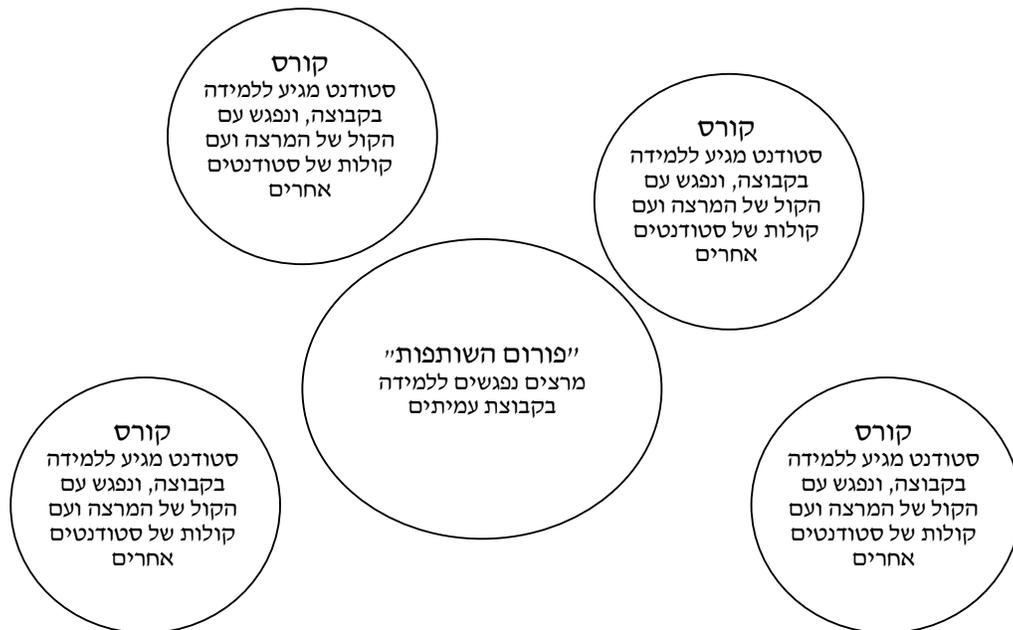 קורס
סטודנט מגיע ללמידה
בקבוצה, ונפגש עם
הקול של המרצה ועם
קולות של סטודנטים
אחרים
קורס
סטודנט מגיע ללמידה
בקבוצה, ונפגש עם
הקול של המרצה ועם
קולות של סטודנטים
אחרים
"פורום השותפות"
מרצים נפגשים ללמידה
בקבוצת עמיתים
קורס
סטודנט מגיע ללמידה
בקבוצה, ונפגש עם
הקול של המרצה ועם
קולות של סטודנטים
אחרים
קורס
סטודנט מגיע ללמידה
בקבוצה, ונפגש עם
הקול של המרצה ועם
קולות של סטודנטים
אחרים